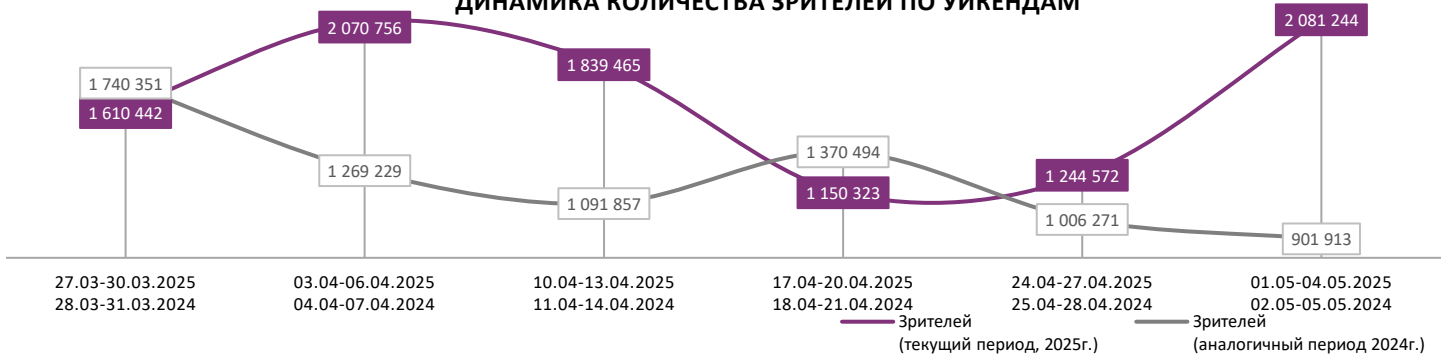 ДИНАМИКА КОЛИЧЕСТВА ЗРИТЕЛЕЙ ПО УИКЕНДАМ
2 070 756
2 081 244
1 839 465
1 740 351
1 610 442
1 370 494
1 269 229
1 244 572
1 150 323
1 091 857
1 006 271
901 913
27.03-30.03.2025 03.04-06.04.2025 10.04-13.04.2025 17.04-20.04.2025 24.04-27.04.2025 01.05-04.05.2025
28.03-31.03.2024 04.04-07.04.2024 11.04-14.04.2024 18.04-21.04.2024 25.04-28.04.2024 02.05-05.05.2024
Зрителей
(текущий период, 2025г.)
Зрителей
(аналогичный период 2024г.)